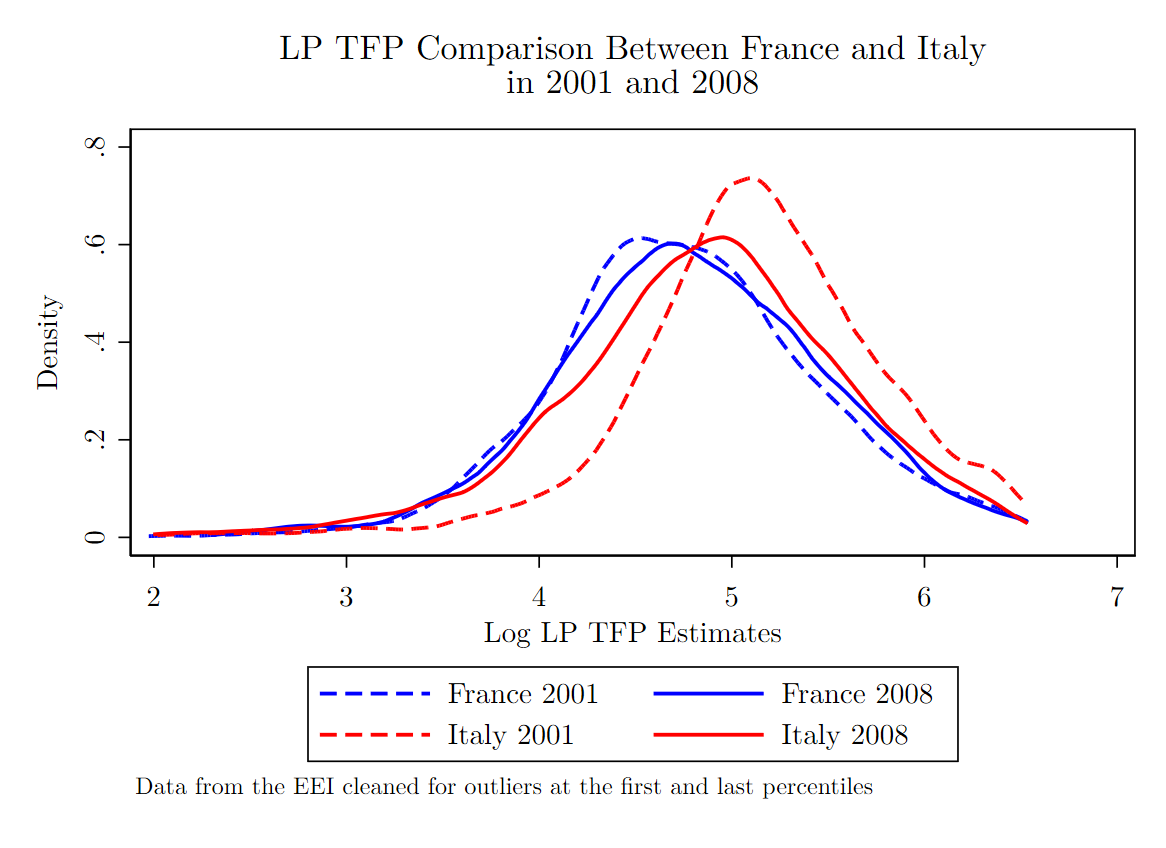 LP TFP Comparison Between France and Italy
in 2001 and 2008
Density
.8
.6
.4
.2
0
2 3 4 5 6 7
Log LP TFP Estimates
France 2001 France 2008
Italy 2001 Italy 2008
Data from the EEI cleaned for outliers at the first and last percentiles